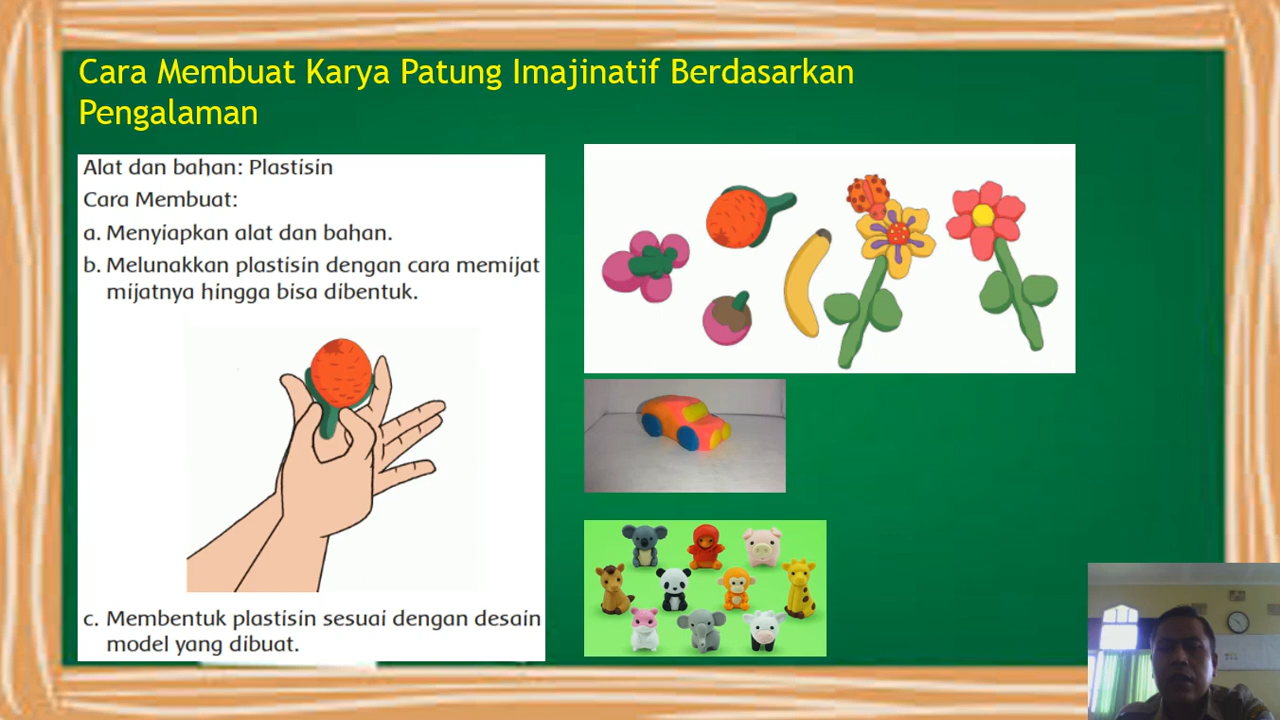 Cara Membuat Karya Patung Imajinatif Berdasarkan
Pengalaman
Alat dan bahan: Plastisin
Cara Membuat:
a. Menyiapkan alat dan bahan.
b. Melunakkan plastisin dengan cara memijat
mijatnya hingga bisa dibentuk.
c. Membentuk plastisin sesuai dengan desain
model yang dibuat.